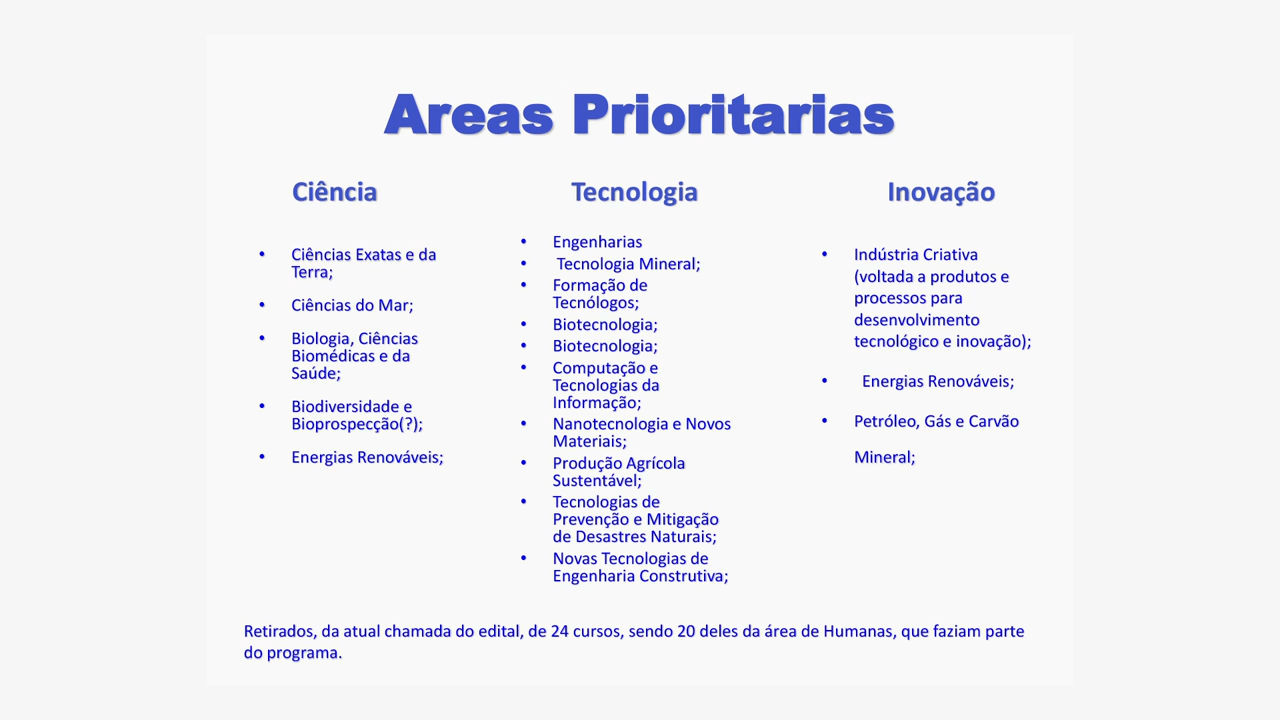 Areas Prioritarias
Ciência
• Ciências Exatas e da
Terra;
• Ciências do Mar;
• Biologia, Ciências
Biomédicas e da
Saúde;
• Biodiversidade e
Bioprospecção(?);
• Energias Renováveis;
Tecnologia
• Engenharias
• Tecnologia Mineral;
• Formação de
Tecnólogos;
• Biotecnologia;
• Biotecnologia;
• Computação e
Tecnologias da
Informação;
• Nanotecnologia e Novos
Materiais;
• Produção Agrícola
Sustentável;
• Tecnologias de
Prevenção e Mitigação
de Desastres Naturais;
• Novas Tecnologias de
Engenharia Construtiva;
Inovação
• Indústria Criativa
(voltada a produtos e
processos para
desenvolvimento
tecnológico e inovação);
• Energias Renováveis;
• Petróleo, Gás e Carvão
Mineral;
Retirados, da atual chamada do edital, de 24 cursos, sendo 20 deles da área de Humanas, que faziam parte
do programa.